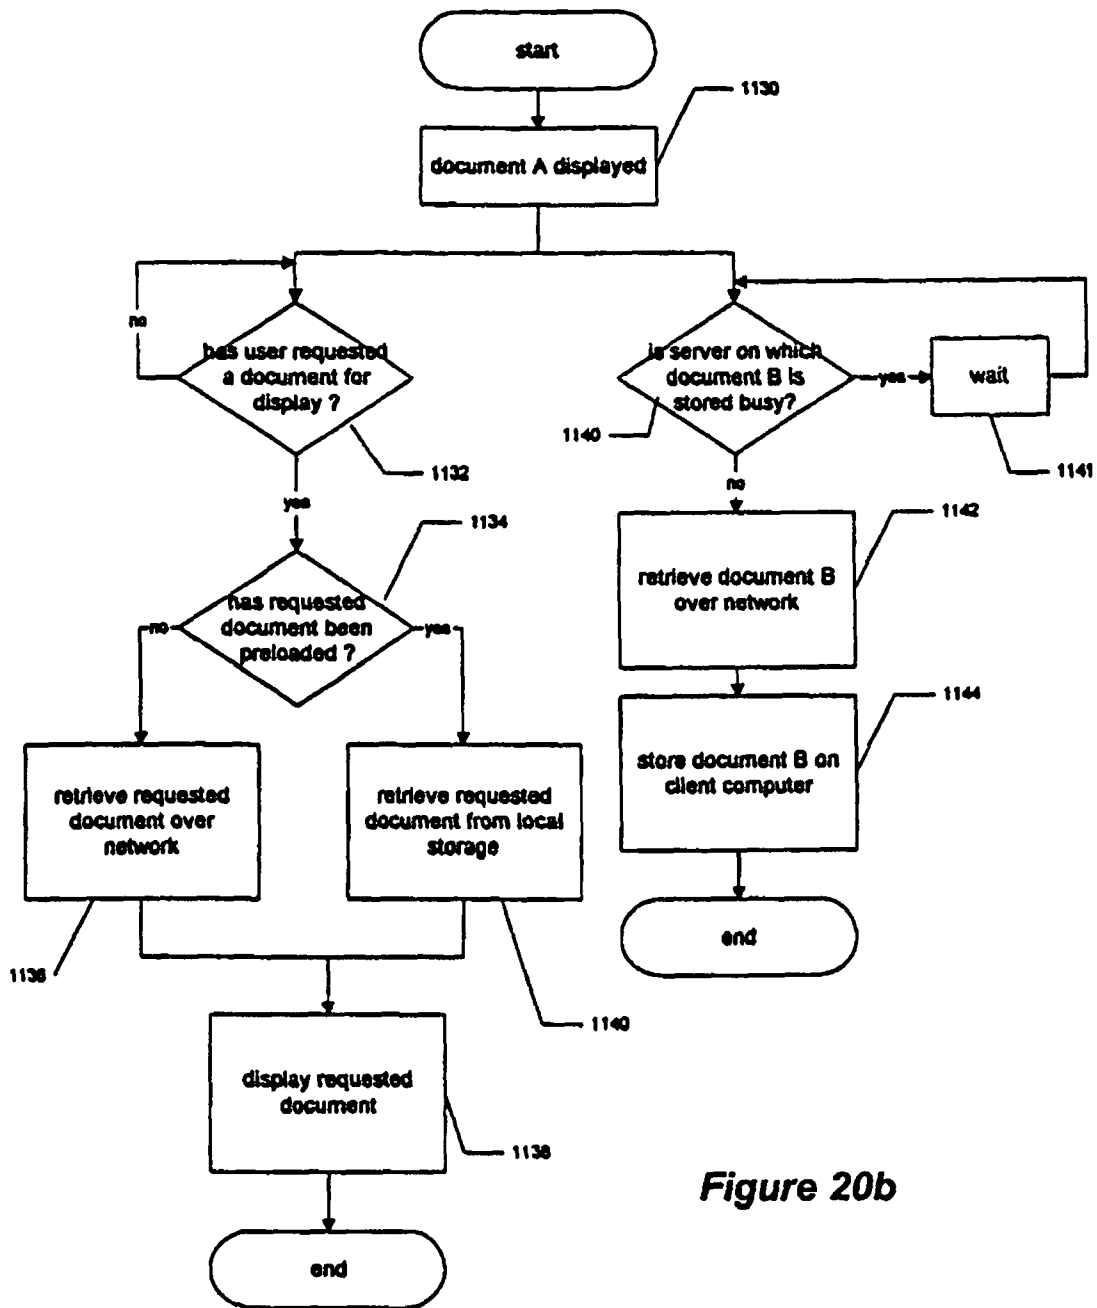 start
1130
document A displayed
no
has user requested
a document for
display ?
is server on which
document B is
stored busy?
yes
wait
1140
1132
1141
yes
no
1134
1142
has requested
document been
preloaded ?
no
yes
retrieve document B
over network
1144
retrieve requested
document over
network
retrieve requested
document from local
storage
store document B on
client computer
end
1136
1140
display requested
document
1138
Figure 20b
end